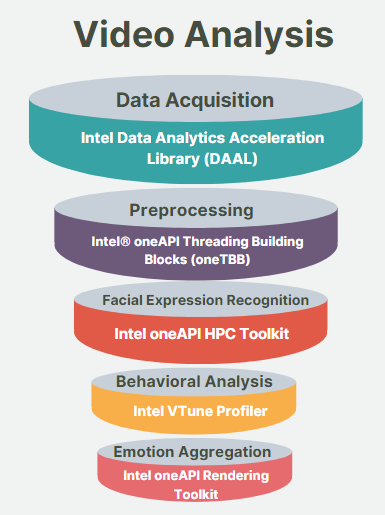 Video Analysis
Data Acquisition
Intel Data Analytics Acceleration
Library (DAAL)
Preprocessing
Intel® oneAPI Threading Building
Blocks (oneTBB)
Facial Expression Recognition
Intel oneAPI HPC Toolkit
Behavioral Analysis
Intel VTune Profiler
Emotion Aggregation
Intel oneAPI Rendering
Toolkit